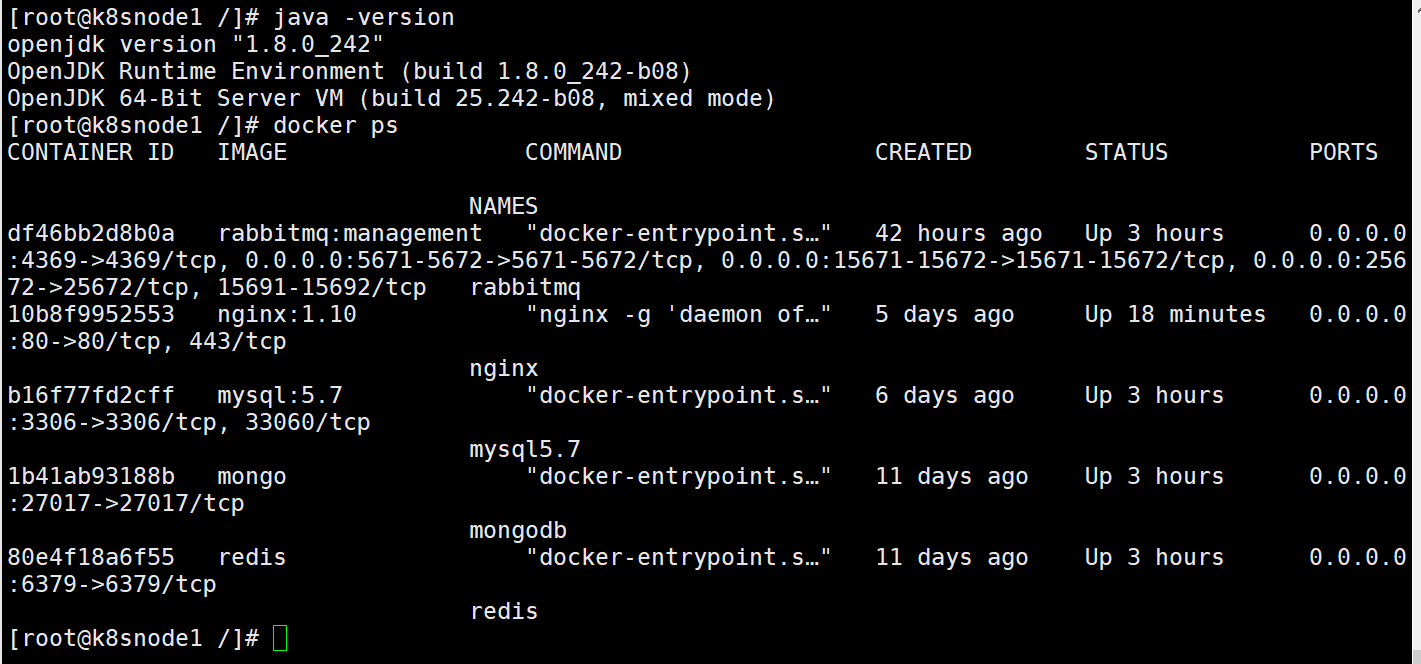 [root@k8snode1 /]# java -version
openjdk version "1.8.0_242"
OpenJDK Runtime Environment (build 1.8.0_242-b08)
OpenJDK 64-Bit Server VM (build 25.242-b08, mixed mode)
[root@k8snode1 /]# docker ps
CONTAINER ID   IMAGE                 COMMAND                  CREATED        STATUS          PORTS
                                 NAMES
df46bb2d8b0a   rabbitmq:management   "docker-entrypoint.s…"   42 hours ago   Up 3 hours      0.0.0.0
:4369->4369/tcp, 0.0.0.0:5671-5672->5671-5672/tcp, 0.0.0.0:15671-15672->15671-15672/tcp, 0.0.0.0:256
72->25672/tcp, 15691-15692/tcp   rabbitmq
10b8f9952553   nginx:1.10            "nginx -g 'daemon of…"   5 days ago     Up 18 minutes   0.0.0.0
:80->80/tcp, 443/tcp
                                 nginx
b16f77fd2cff   mysql:5.7             "docker-entrypoint.s…"   6 days ago     Up 3 hours      0.0.0.0
:3306->3306/tcp, 33060/tcp
                                 mysql5.7
1b41ab93188b   mongo                 "docker-entrypoint.s…"   11 days ago    Up 3 hours      0.0.0.0
:27017->27017/tcp
                                 mongodb
80e4f18a6f55   redis                 "docker-entrypoint.s…"   11 days ago    Up 3 hours      0.0.0.0
:6379->6379/tcp
                                 redis
[root@k8snode1 /]#